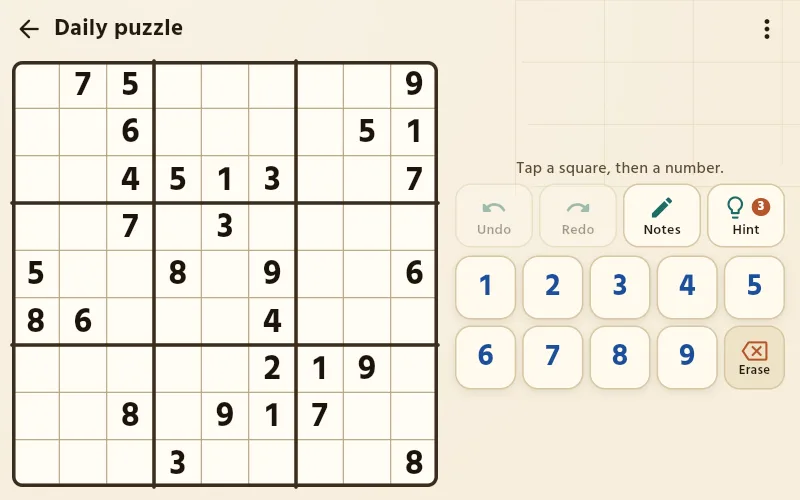 Daily puzzle
7 5 9
6 5 1
4 5 1 3 7
7 3
5 8 9 6
8 6 4
2 1 9
8 9 1 7
3 8
Tap a square, then a number.
Undo Redo Notes Hint 3
1 2 3 4 5
6 7 8 9 Erase